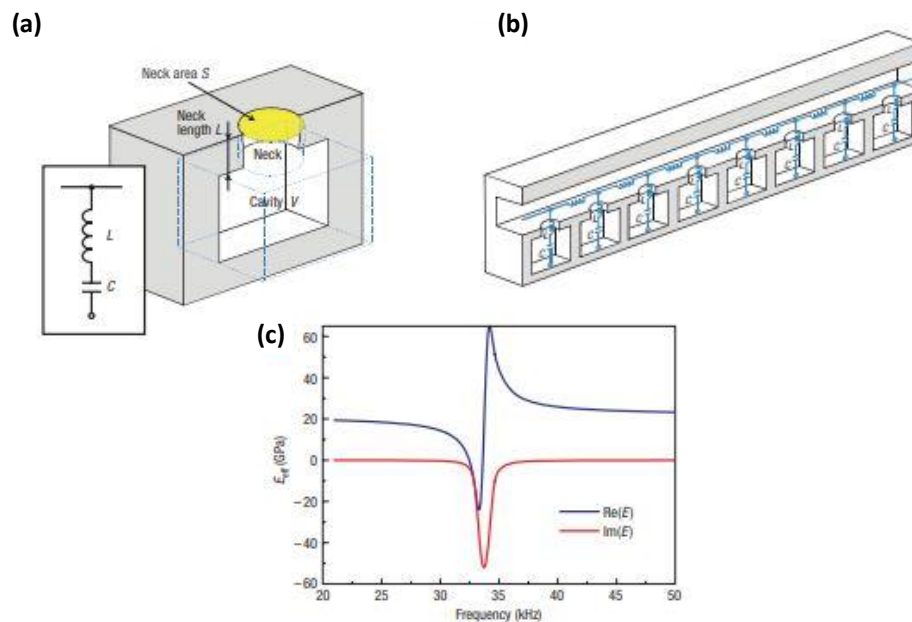 (a)
Neck area S
Neck
length L
Neck
Cavity V
L
C
(b)
L
C
L
C
L
C
L
C
L
C
L
C
L
C
L
C
(c)
E_eff (GPa)
60
40
20
0
−20
−40
−60
20
25
30
35
40
45
50
Frequency (kHz)
Re(E)
Im(E)